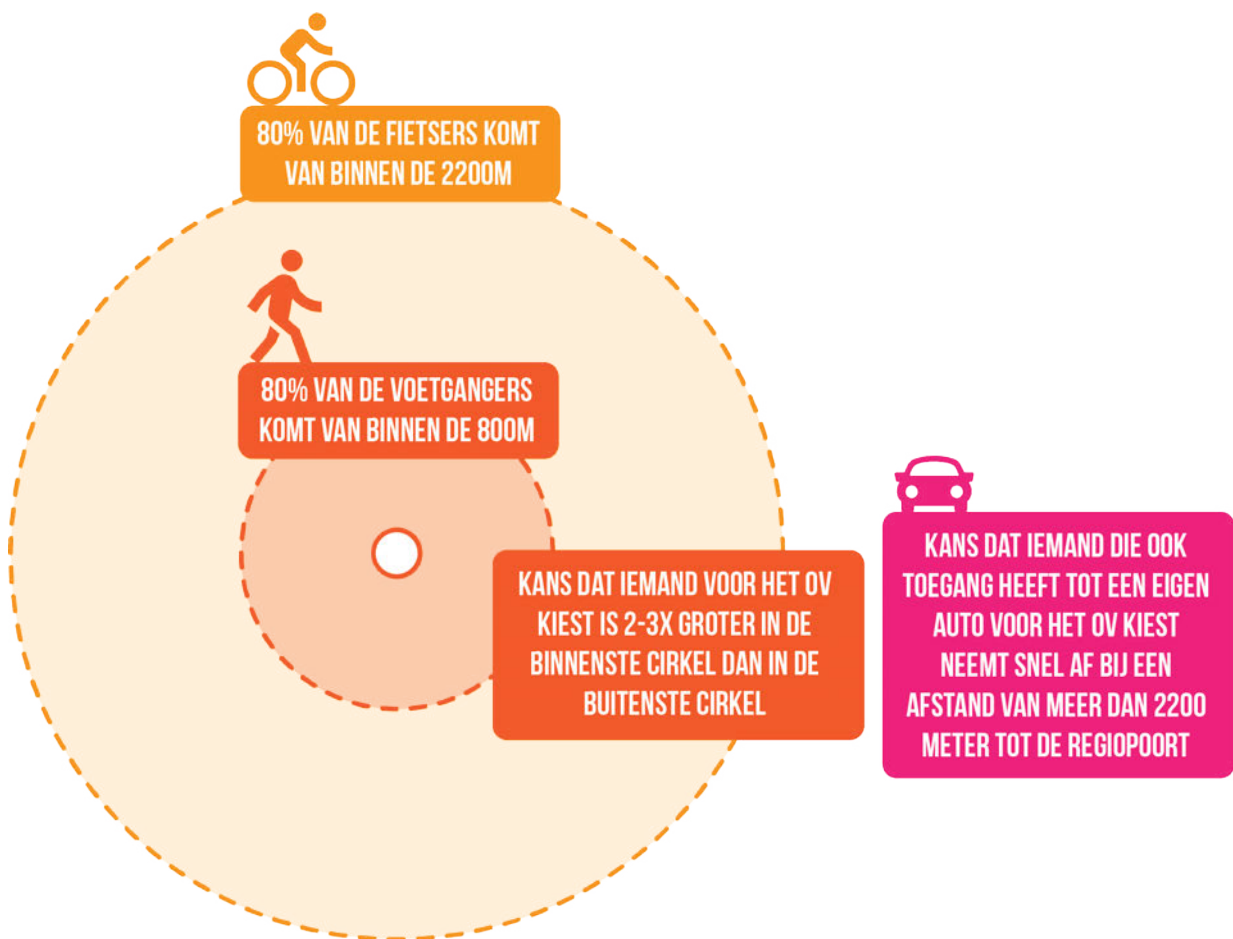 80% VAN DE FIETSERS KOMT
VAN BINNEN DE 2200M
80% VAN DE VOETGANGERS
KOMT VAN BINNEN DE 800M
KANS DAT IEMAND VOOR HET OV
KIEST IS 2-3X GROTER IN DE
BINNENSTE CIRKEL DAN IN DE
BUITENSTE CIRKEL
KANS DAT IEMAND DIE OOK
TOEGANG HEEFT TOT EEN EIGEN
AUTO VOOR HET OV KIEST
NEEMT SNEL AF BIJ EEN
AFSTAND VAN MEER DAN 2200
METER TOT DE REGIOPOORT